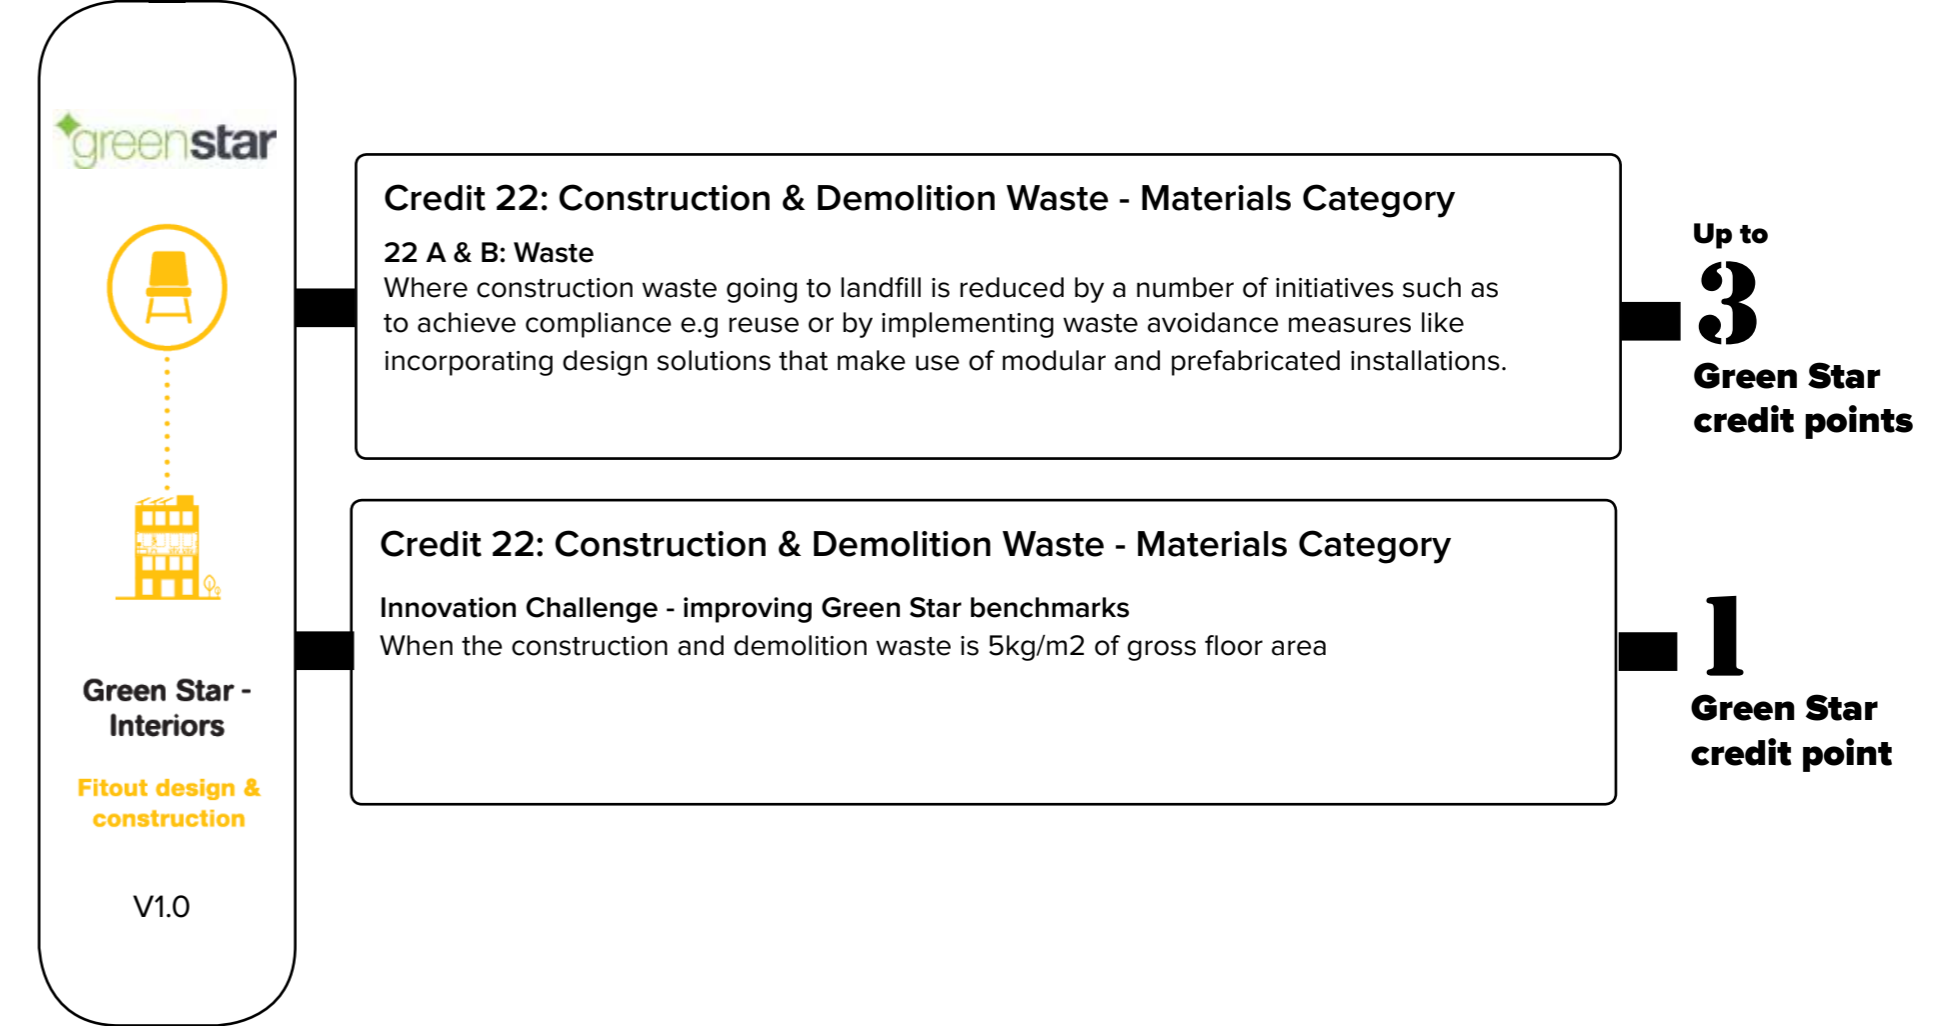 greenstar
Green Star -
Interiors
Fitout design &
construction
V1.0
Credit 22: Construction & Demolition Waste - Materials Category
22 A & B: Waste
Where construction waste going to landfill is reduced by a number of initiatives such as
to achieve compliance e.g reuse or by implementing waste avoidance measures like
incorporating design solutions that make use of modular and prefabricated installations.
Up to
3
Green Star
credit points
Credit 22: Construction & Demolition Waste - Materials Category
Innovation Challenge - improving Green Star benchmarks
When the construction and demolition waste is 5kg/m2 of gross floor area
1
Green Star
credit point